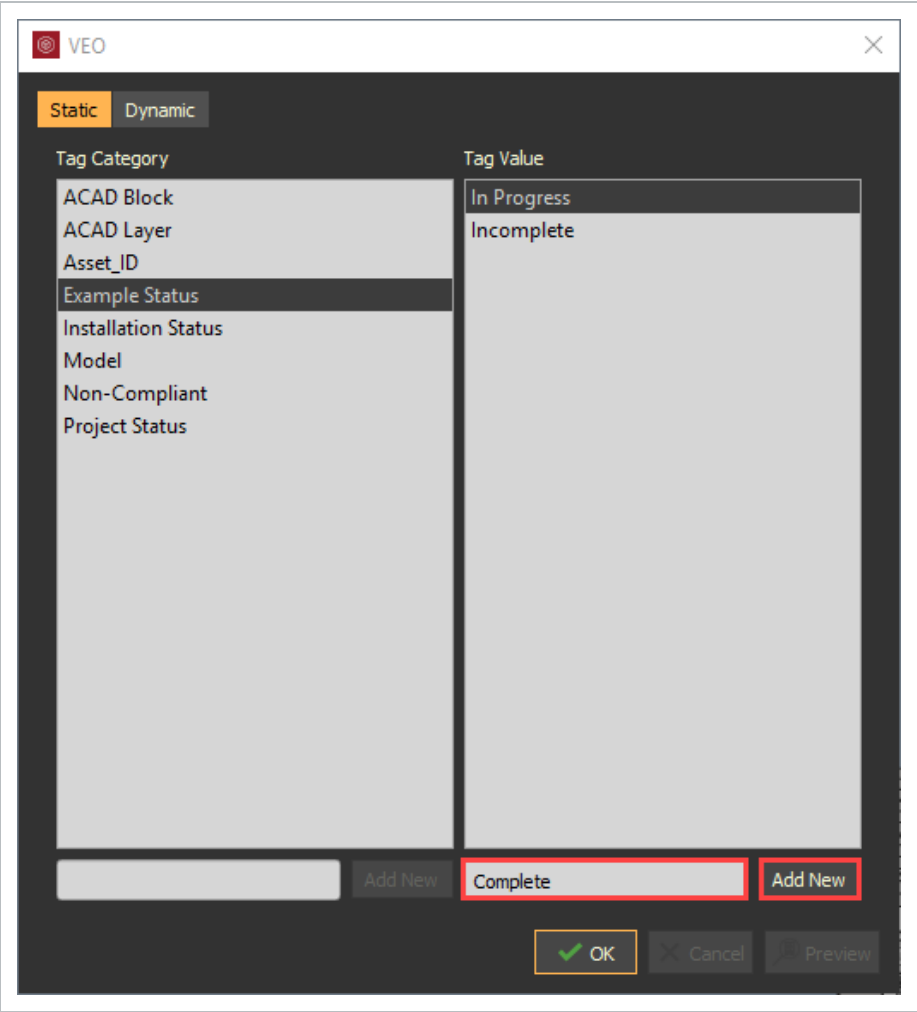 VEO
Static Dynamic
Tag Category Tag Value
ACAD Block
ACAD Layer
Asset_ID
Example Status
Installation Status
Model
Non-Compliant
Project Status
In Progress
Incomplete
Add New Complete Add New
OK Cancel Preview